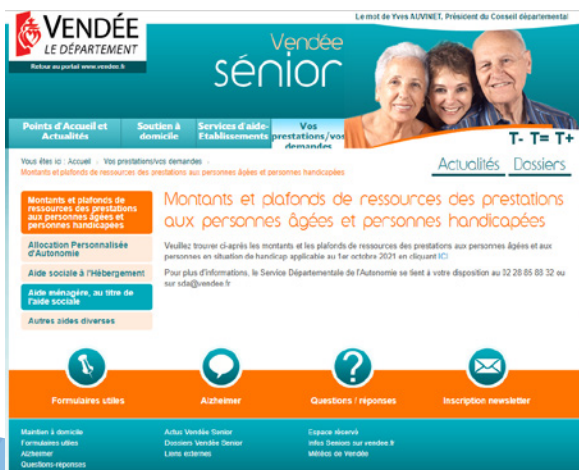 VENDÉE
LE DÉPARTEMENT
Retour au portail www.vendee.fr
Le mot de Yves AUVINET, Président du Conseil départemental
Vendée
sénior
Points d'Accueil et
Actualités
Soutien à
domicile
Services d'aide-
Etablissements
Vos
prestations/vos
demandes
T- T= T+
Vous êtes ici : Accueil › Vos prestations/vos demandes ›
Montants et plafonds de ressources des prestations aux personnes âgées et personnes handicapées
Actualités Dossiers
Montants et plafonds de
ressources des prestations
aux personnes âgées et
personnes handicapées
Allocation Personnalisée
d'Autonomie
Aide sociale à l'Hébergement
Aide ménagère, au titre de
l'aide sociale
Autres aides diverses
Montants et plafonds de ressources des prestations
aux personnes âgées et personnes handicapées
Veuillez trouver ci-après les montants et les plafonds de ressources des prestations aux personnes âgées et aux
personnes en situation de handicap applicable au 1er octobre 2021 en cliquant ICI
Pour plus d'informations, le Service Départementale de l'Autonomie se tient à votre disposition au 02 28 85 88 32 ou
sur sda@vendee.fr
Formulaires utiles
Alzheimer
Questions / réponses
Inscription newsletter
Maintien à domicile
Formulaires utiles
Alzheimer
Questions-réponses
Actus Vendée Senior
Dossiers Vendée Senior
Liens externes
Espace réservé
Infos Seniors sur vendee.fr
Météos de Vendée